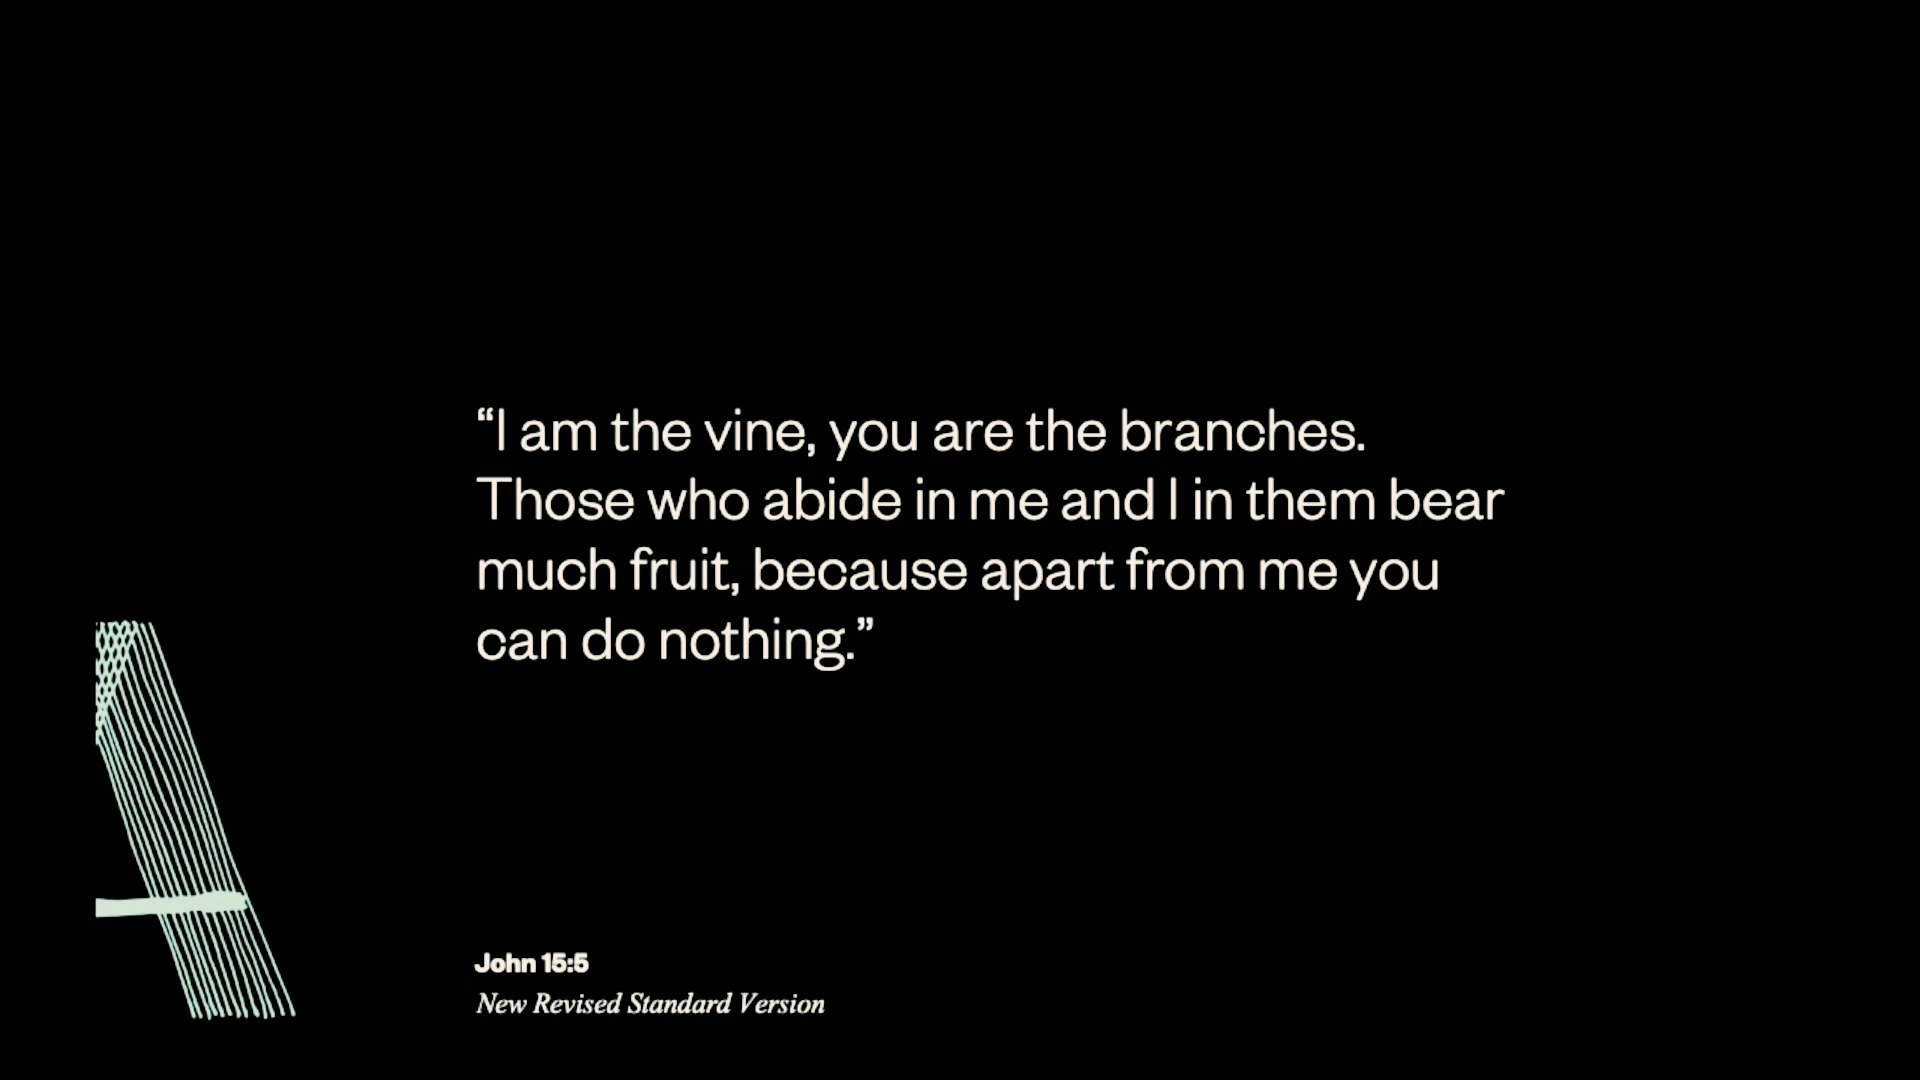 “I am the vine, you are the branches.
Those who abide in me and I in them bear
much fruit, because apart from me you
can do nothing.”
John 15:5
New Revised Standard Version